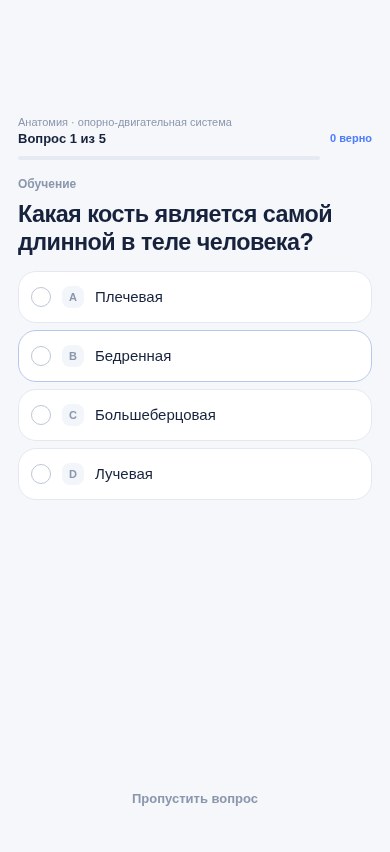 Анатомия · опорно-двигательная система
Вопрос 1 из 5
0 верно
Обучение
Какая кость является самой
длинной в теле человека?
A Плечевая
B Бедренная
C Большеберцовая
D Лучевая
Пропустить вопрос